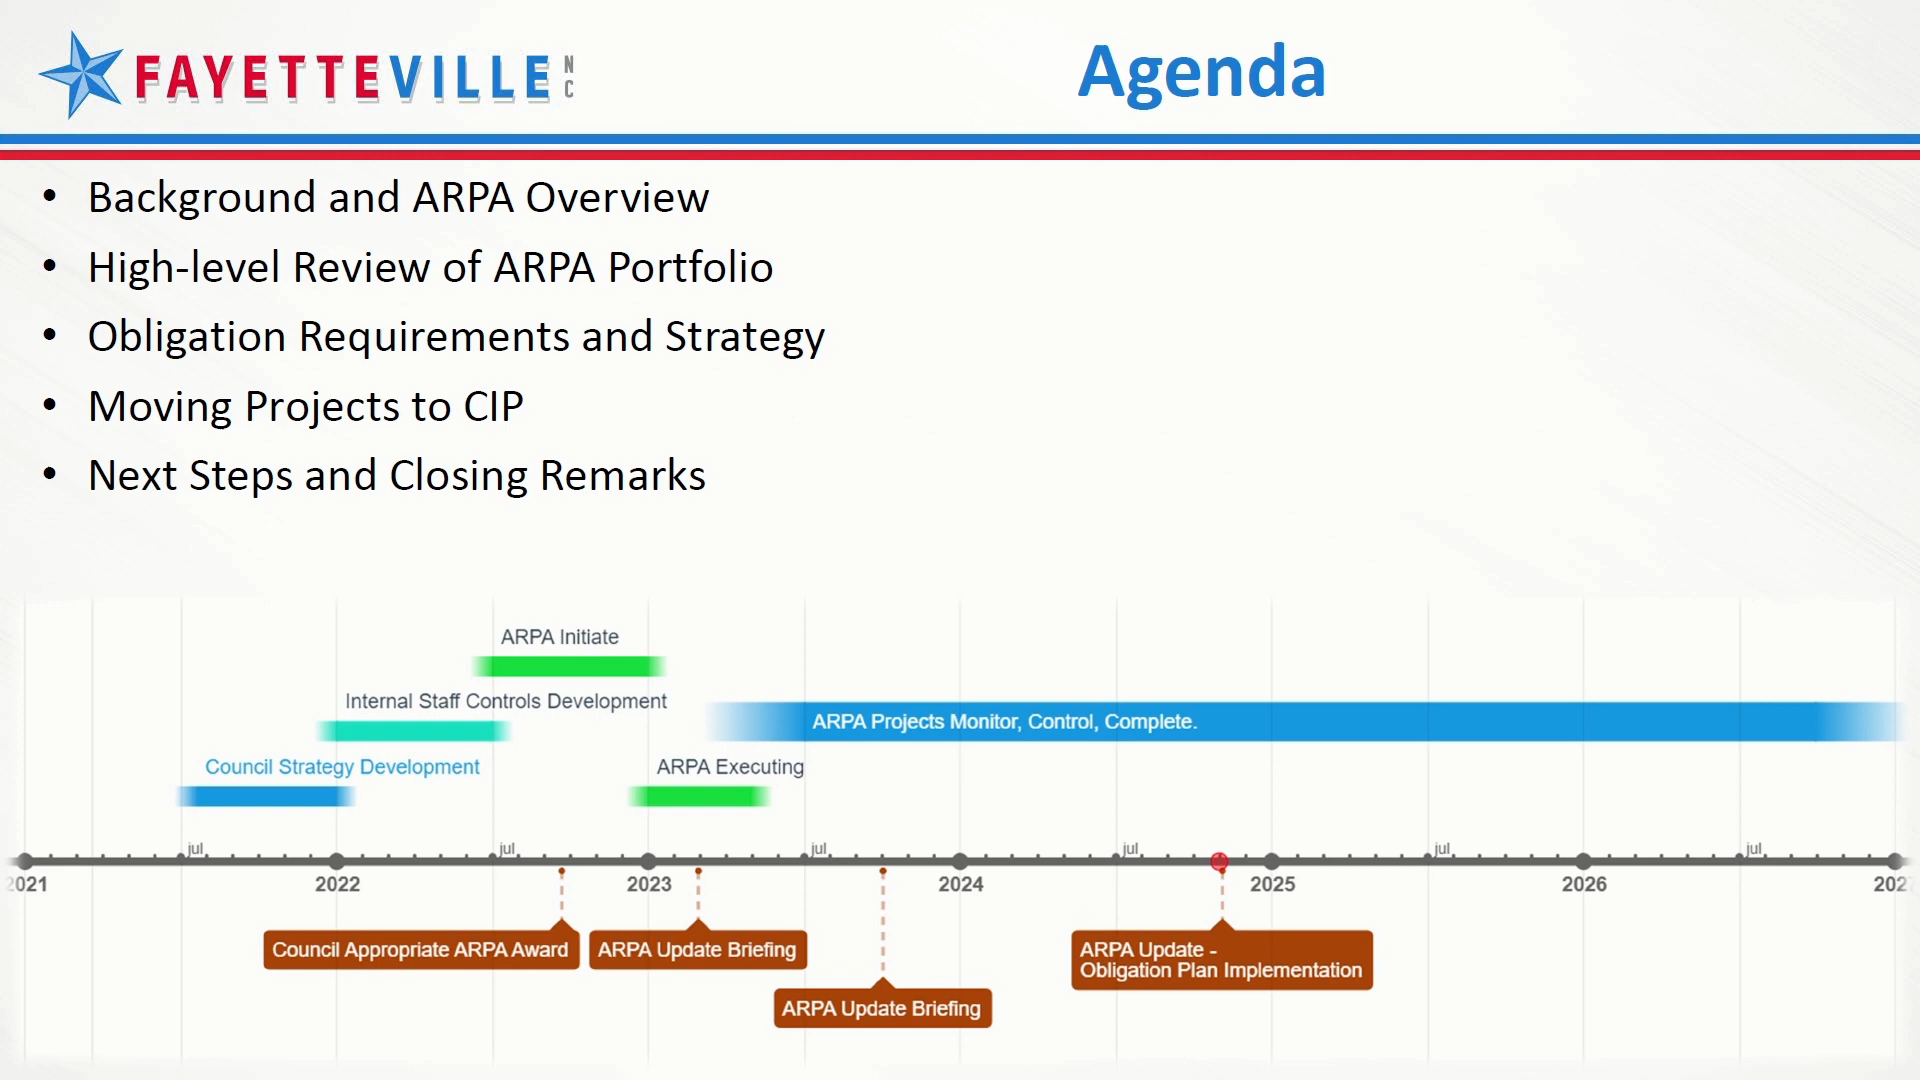 FAYETTEVILLE NC
Agenda
• Background and ARPA Overview
• High-level Review of ARPA Portfolio
• Obligation Requirements and Strategy
• Moving Projects to CIP
• Next Steps and Closing Remarks
ARPA Initiate
Internal Staff Controls Development
ARPA Projects Monitor, Control, Complete.
Council Strategy Development
ARPA Executing
jul jul jul jul jul jul
2021 2022 2023 2024 2025 2026 2027
Council Appropriate ARPA Award
ARPA Update Briefing
ARPA Update -
Obligation Plan Implementation
ARPA Update Briefing